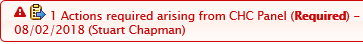 1 Actions required arising from CHC Panel (Required) –
08/02/2018 (Stuart Chapman)